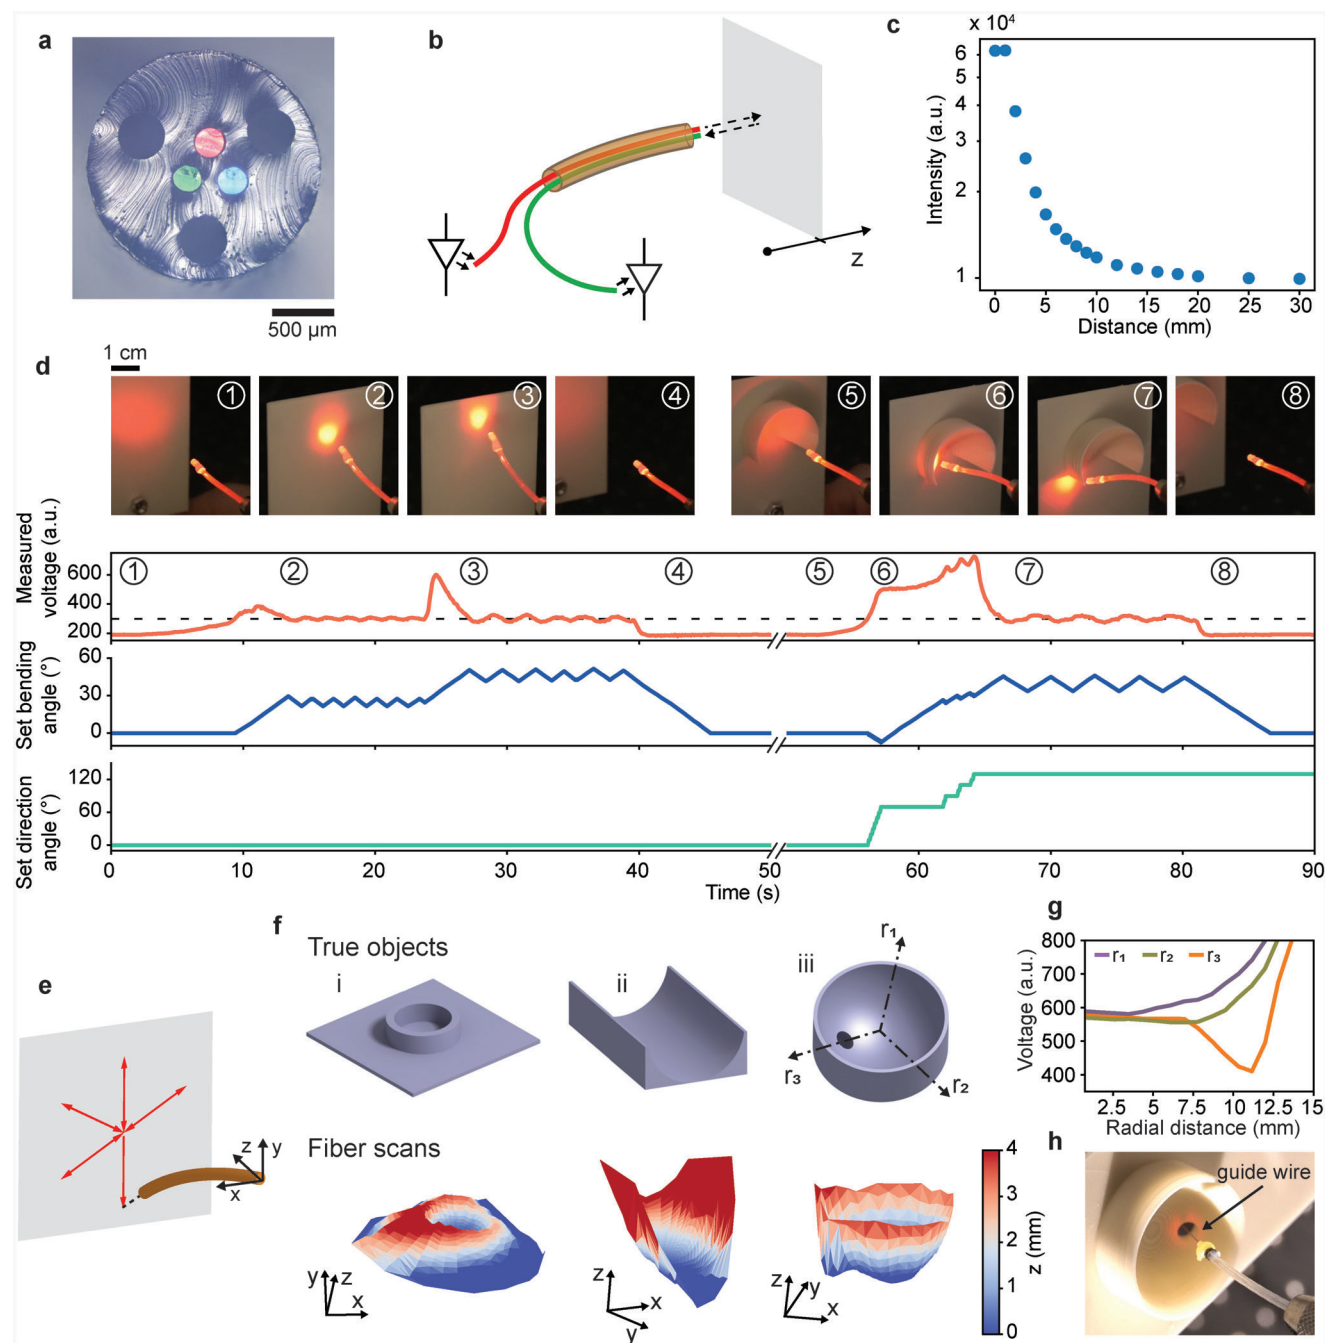 a
500 µm
b
z
c
x 10⁴
Intensity (a.u.)
6
5
4
3
2
1
0 5 10 15 20 25 30
Distance (mm)
d
1 cm
① ② ③ ④ ⑤ ⑥ ⑦ ⑧
Measured
voltage (a.u.)
600
400
200
① ② ③ ④ ⑤ ⑥ ⑦ ⑧
Set bending
angle (°)
60
30
0
Set direction
angle (°)
120
60
0
0 10 20 30 40 50 60 70 80 90
Time (s)
e
z
y
x
f
True objects
i
ii
iii
r₁
r₂
r₃
Fiber scans
y
z
x
z
x
y
z
y
x
4
3
2
1
0
z (mm)
g
Voltage (a.u.)
800
700
600
500
400
r₁ r₂ r₃
2.5 5 7.5 10 12.5 15
Radial distance (mm)
h
guide wire